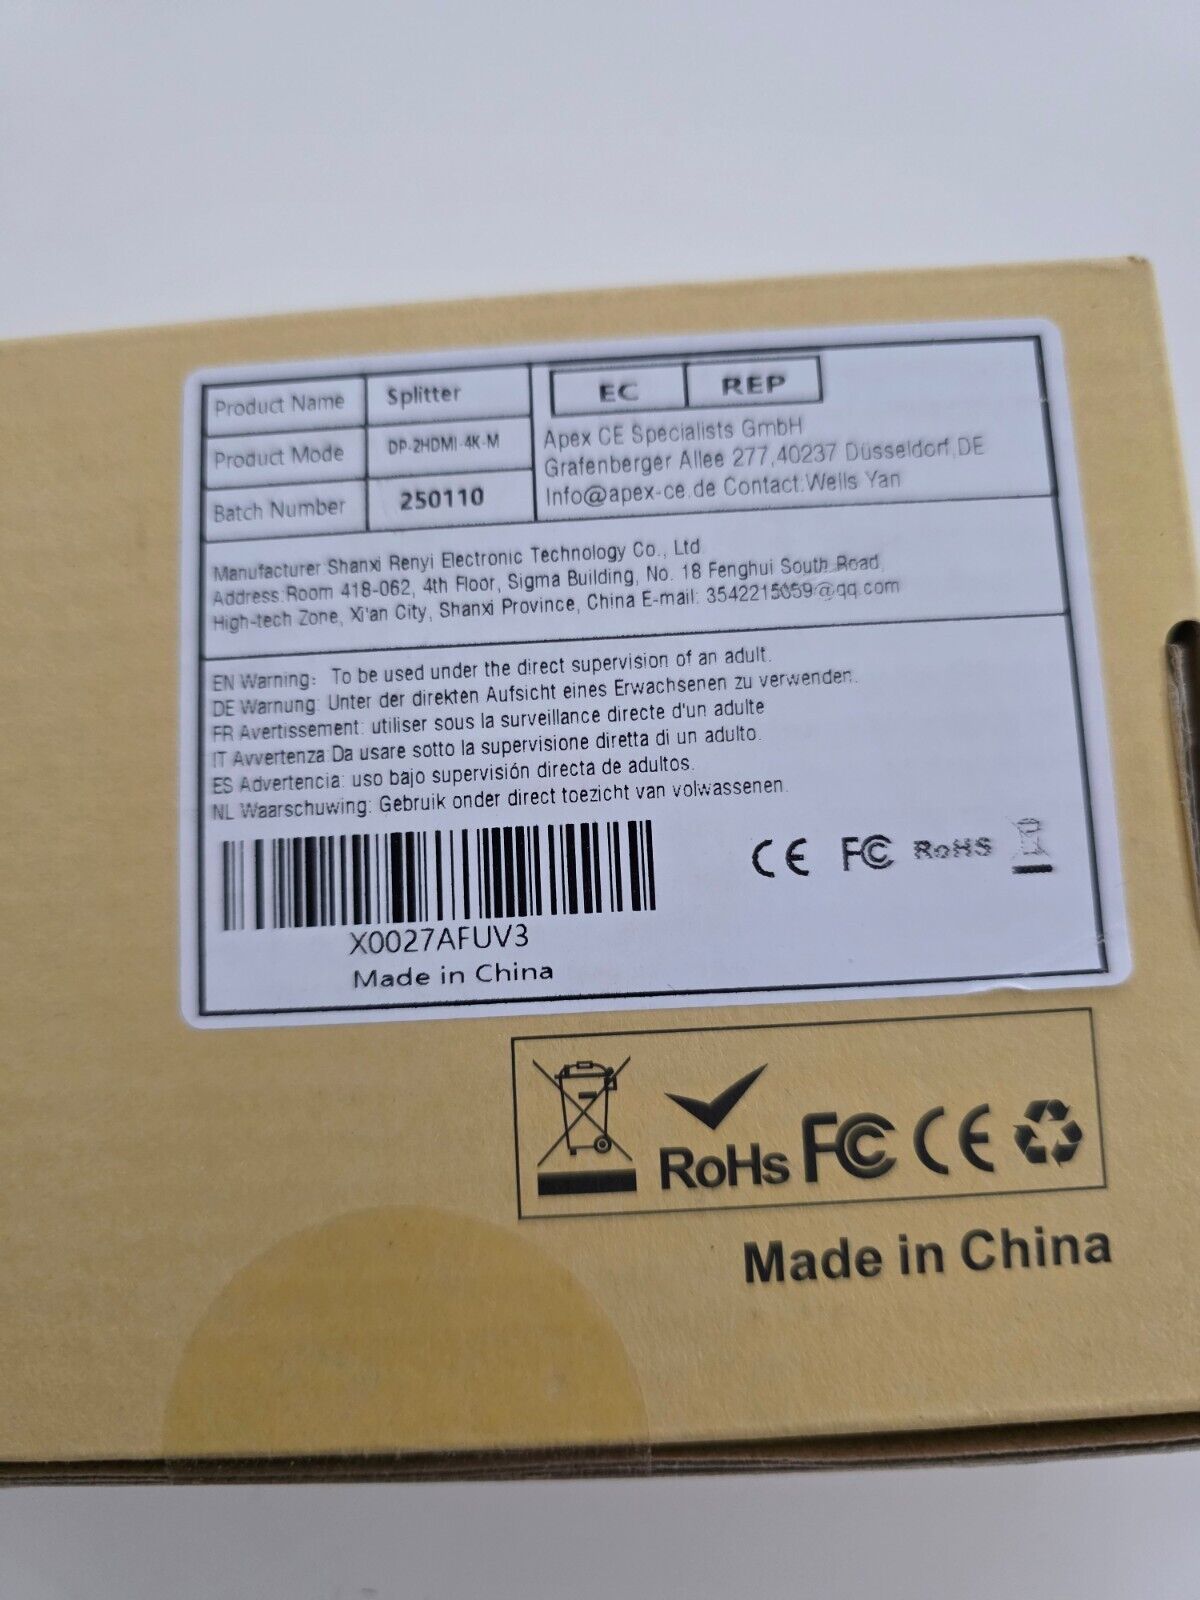 Product Name Splitter
Product Mode DP-2HDMI-4K-M
Batch Number 250110
EC REP
Apex CE Specialists GmbH
Grafenberger Allee 277,40237 Düsseldorf,DE
Info@apex-ce.de Contact:Wells Yan
Manufacturer:Shanxi Renyi Electronic Technology Co., Ltd
Address:Room 418-062, 4th Floor, Sigma Building, No. 18 Fenghui South Road,
High-tech Zone, Xi'an City, Shanxi Province, China E-mail: 3542215059@qq.com
EN Warning: To be used under the direct supervision of an adult.
DE Warnung: Unter der direkten Aufsicht eines Erwachsenen zu verwenden.
FR Avertissement: utiliser sous la surveillance directe d'un adulte
IT Avvertenza:Da usare sotto la supervisione diretta di un adulto.
ES Advertencia: uso bajo supervisión directa de adultos.
NL Waarschuwing: Gebruik onder direct toezicht van volwassenen.
CE FC RoHS
X0027AFUV3
Made in China
RoHs FC CE
Made in China